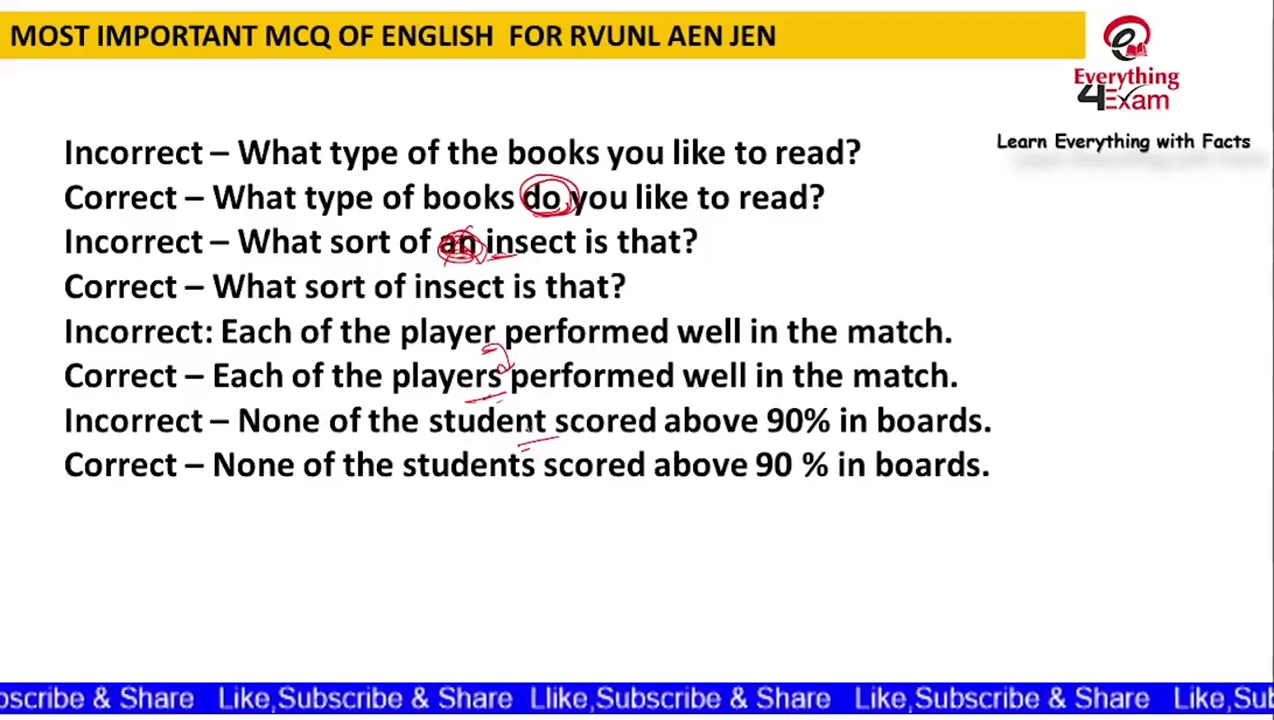 MOST IMPORTANT MCQ OF ENGLISH FOR RVUNL AEN JEN
e
Everything
4Exam
Learn Everything with Facts
Incorrect – What type of the books you like to read?
Correct – What type of books do you like to read?
Incorrect – What sort of an insect is that?
Correct – What sort of insect is that?
Incorrect: Each of the player performed well in the match.
Correct – Each of the players performed well in the match.
Incorrect – None of the student scored above 90% in boards.
Correct – None of the students scored above 90 % in boards.
bscribe & Share Like,Subscribe & Share Llike,Subscribe & Share Like,Subscribe & Share Like,Sub